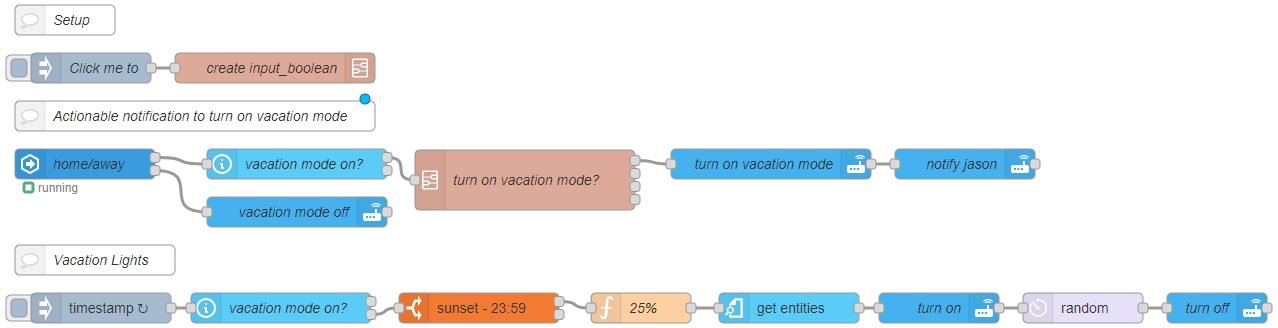 Setup
Click me to
create input_boolean
Actionable notification to turn on vacation mode
home/away
vacation mode on?
turn on vacation mode?
turn on vacation mode
notify jason
running
vacation mode off
Vacation Lights
timestamp ↻
vacation mode on?
sunset - 23:59
25%
get entities
turn on
random
turn off